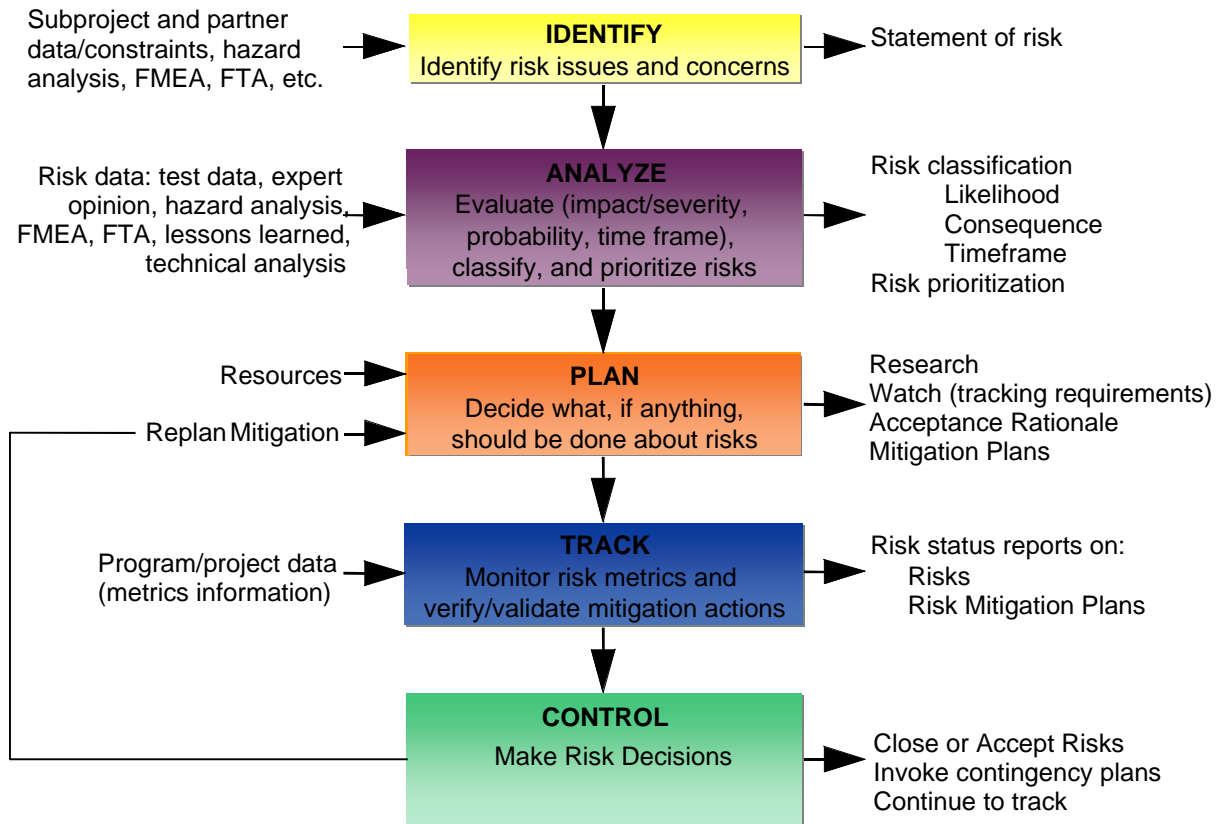 Subproject and partner
data/constraints, hazard
analysis, FMEA, FTA, etc.
IDENTIFY
Identify risk issues and concerns
Statement of risk
Risk data: test data, expert
opinion, hazard analysis,
FMEA, FTA, lessons learned,
technical analysis
ANALYZE
Evaluate (impact/severity,
probability, time frame),
classify, and prioritize risks
Risk classification
Likelihood
Consequence
Timeframe
Risk prioritization
Resources
Replan Mitigation
PLAN
Decide what, if anything,
should be done about risks
Research
Watch (tracking requirements)
Acceptance Rationale
Mitigation Plans
Program/project data
(metrics information)
TRACK
Monitor risk metrics and
verify/validate mitigation actions
Risk status reports on:
Risks
Risk Mitigation Plans
CONTROL
Make Risk Decisions
Close or Accept Risks
Invoke contingency plans
Continue to track